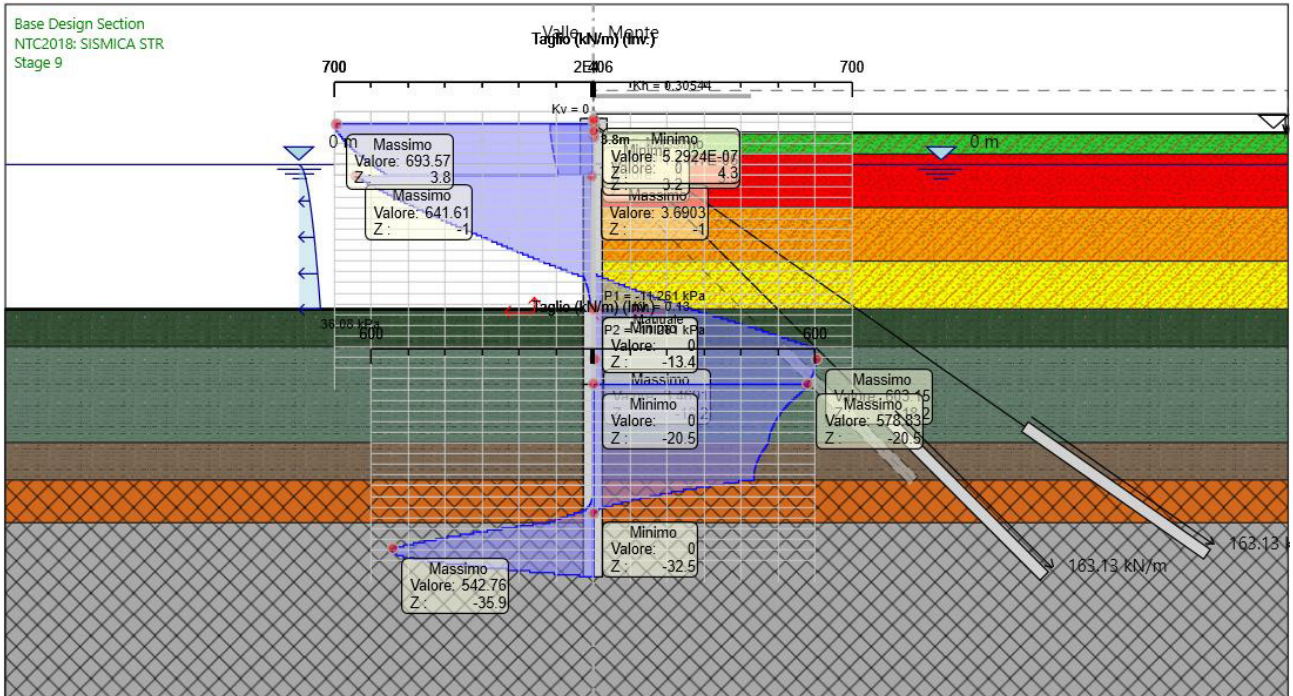 Base Design Section
NTC2018: SISMICA STR
Stage 9
Valle
Monte
Taglio (kN/m) (Inv.)
700
700
Kh = 0.30544
Kv = 0
0 m
0 m
3.8m
Massimo
Valore: 693.57
Z : 3.8
Minimo
Valore: 5.2924E-07
Z : 3.2
4.3
Massimo
Valore: 641.61
Z : -1
Massimo
Valore: 3.6903
Z : -1
P1 = -11.261 kPa
Taglio (kN/m) (Inv.)
36.08 kPa
600
600
Minimo
Valore: 0
Z : -13.4
Massimo
Massimo
Valore: 603.15
Minimo
Valore: 0
Z : -20.5
Massimo
Valore: 578.83
Z : -20.5
Minimo
Valore: 0
Z : -32.5
Massimo
Valore: 542.76
Z : -35.9
163.13 kN/m
163.13